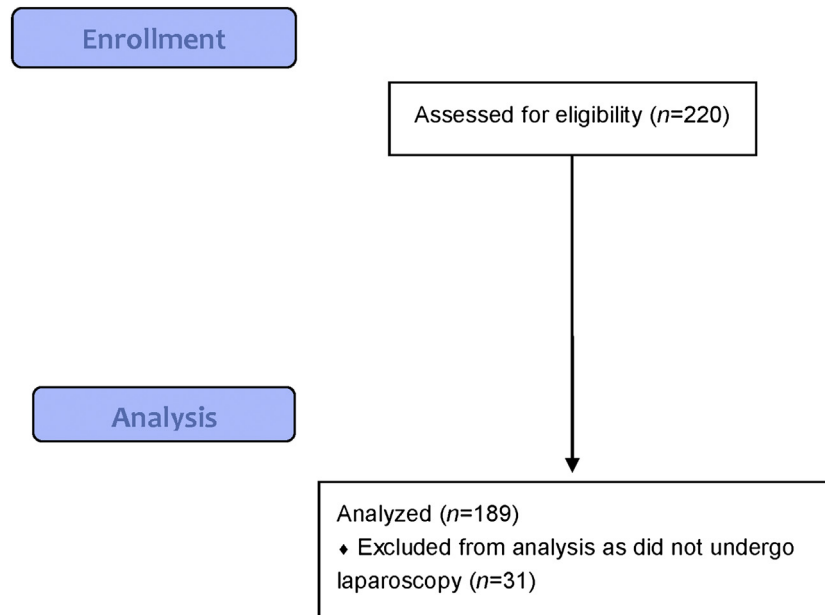 Enrollment
Assessed for eligibility (n=220)
Analysis
Analyzed (n=189)
♦ Excluded from analysis as did not undergo
laparoscopy (n=31)